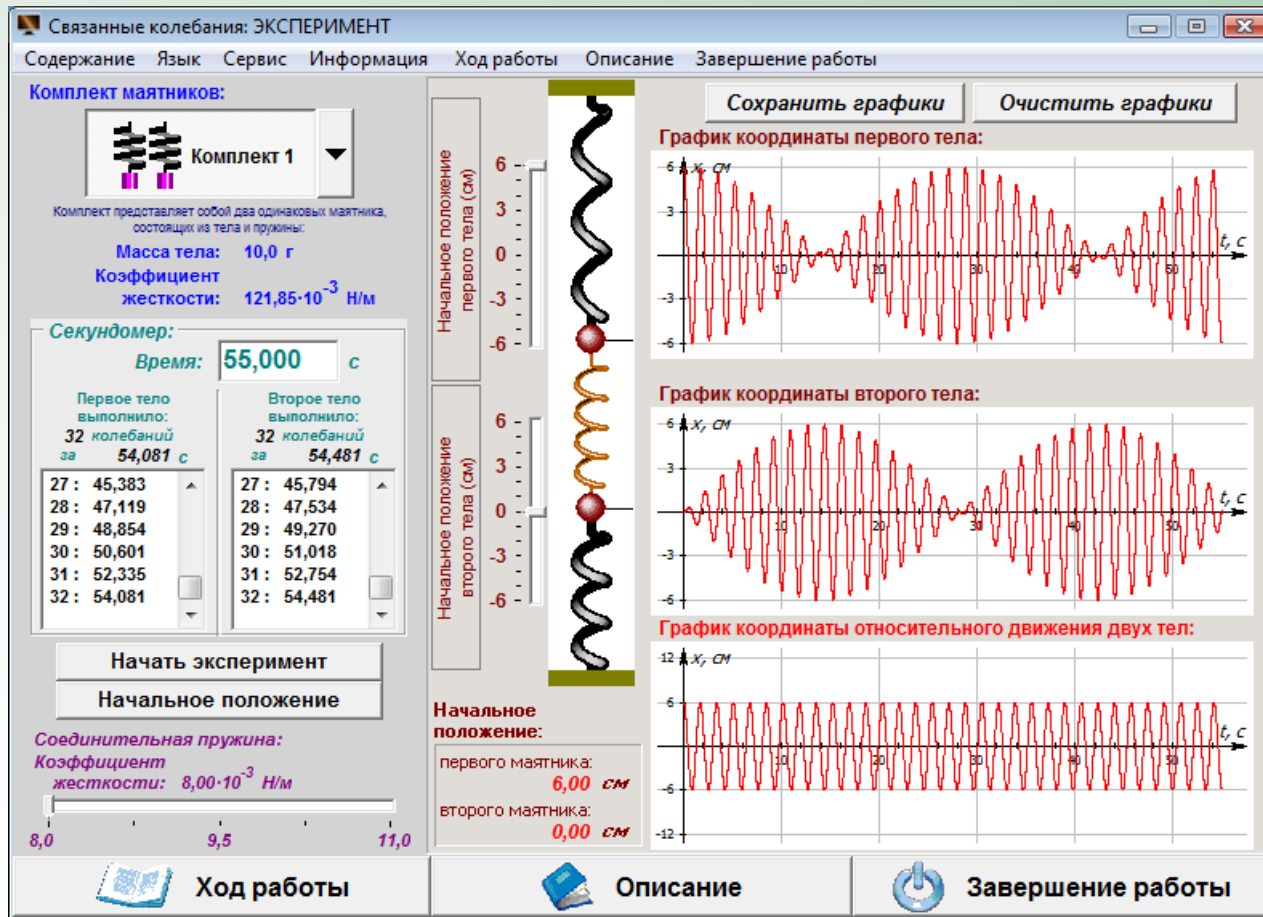 Связанные колебания: ЭКСПЕРИМЕНТ
Содержание Язык Сервис Информация Ход работы Описание Завершение работы
Комплект маятников:
Комплект 1
Комплект представляет собой два одинаковых маятника,
состоящих из тела и пружины:
Масса тела: 10,0 г
Коэффициент
жесткости: 121,85·10⁻³ Н/м
Секундомер:
Время: 55,000 с
Первое тело
выполнило:
32 колебаний
за 54,081 с
27 : 45,383
28 : 47,119
29 : 48,854
30 : 50,601
31 : 52,335
32 : 54,081
Второе тело
выполнило:
32 колебаний
за 54,481 с
27 : 45,794
28 : 47,534
29 : 49,270
30 : 51,018
31 : 52,754
32 : 54,481
Начать эксперимент
Начальное положение
Соединительная пружина:
Коэффициент
жесткости: 8,00·10⁻³ Н/м
8,0 9,5 11,0
Начальное положение
первого тела (см)
6
3
0
-3
-6
Начальное положение
второго тела (см)
6
3
0
-3
-6
Начальное
положение:
первого маятника:
6,00 см
второго маятника:
0,00 см
Сохранить графики
Очистить графики
График координаты первого тела:
x, см
6
3
-3
-6
10 20 30 40 50
t, с
График координаты второго тела:
x, см
6
3
-3
-6
10 20 30 40 50
t, с
График координаты относительного движения двух тел:
x, см
12
6
-6
-12
10 20 30 40 50
t, с
Ход работы
Описание
Завершение работы